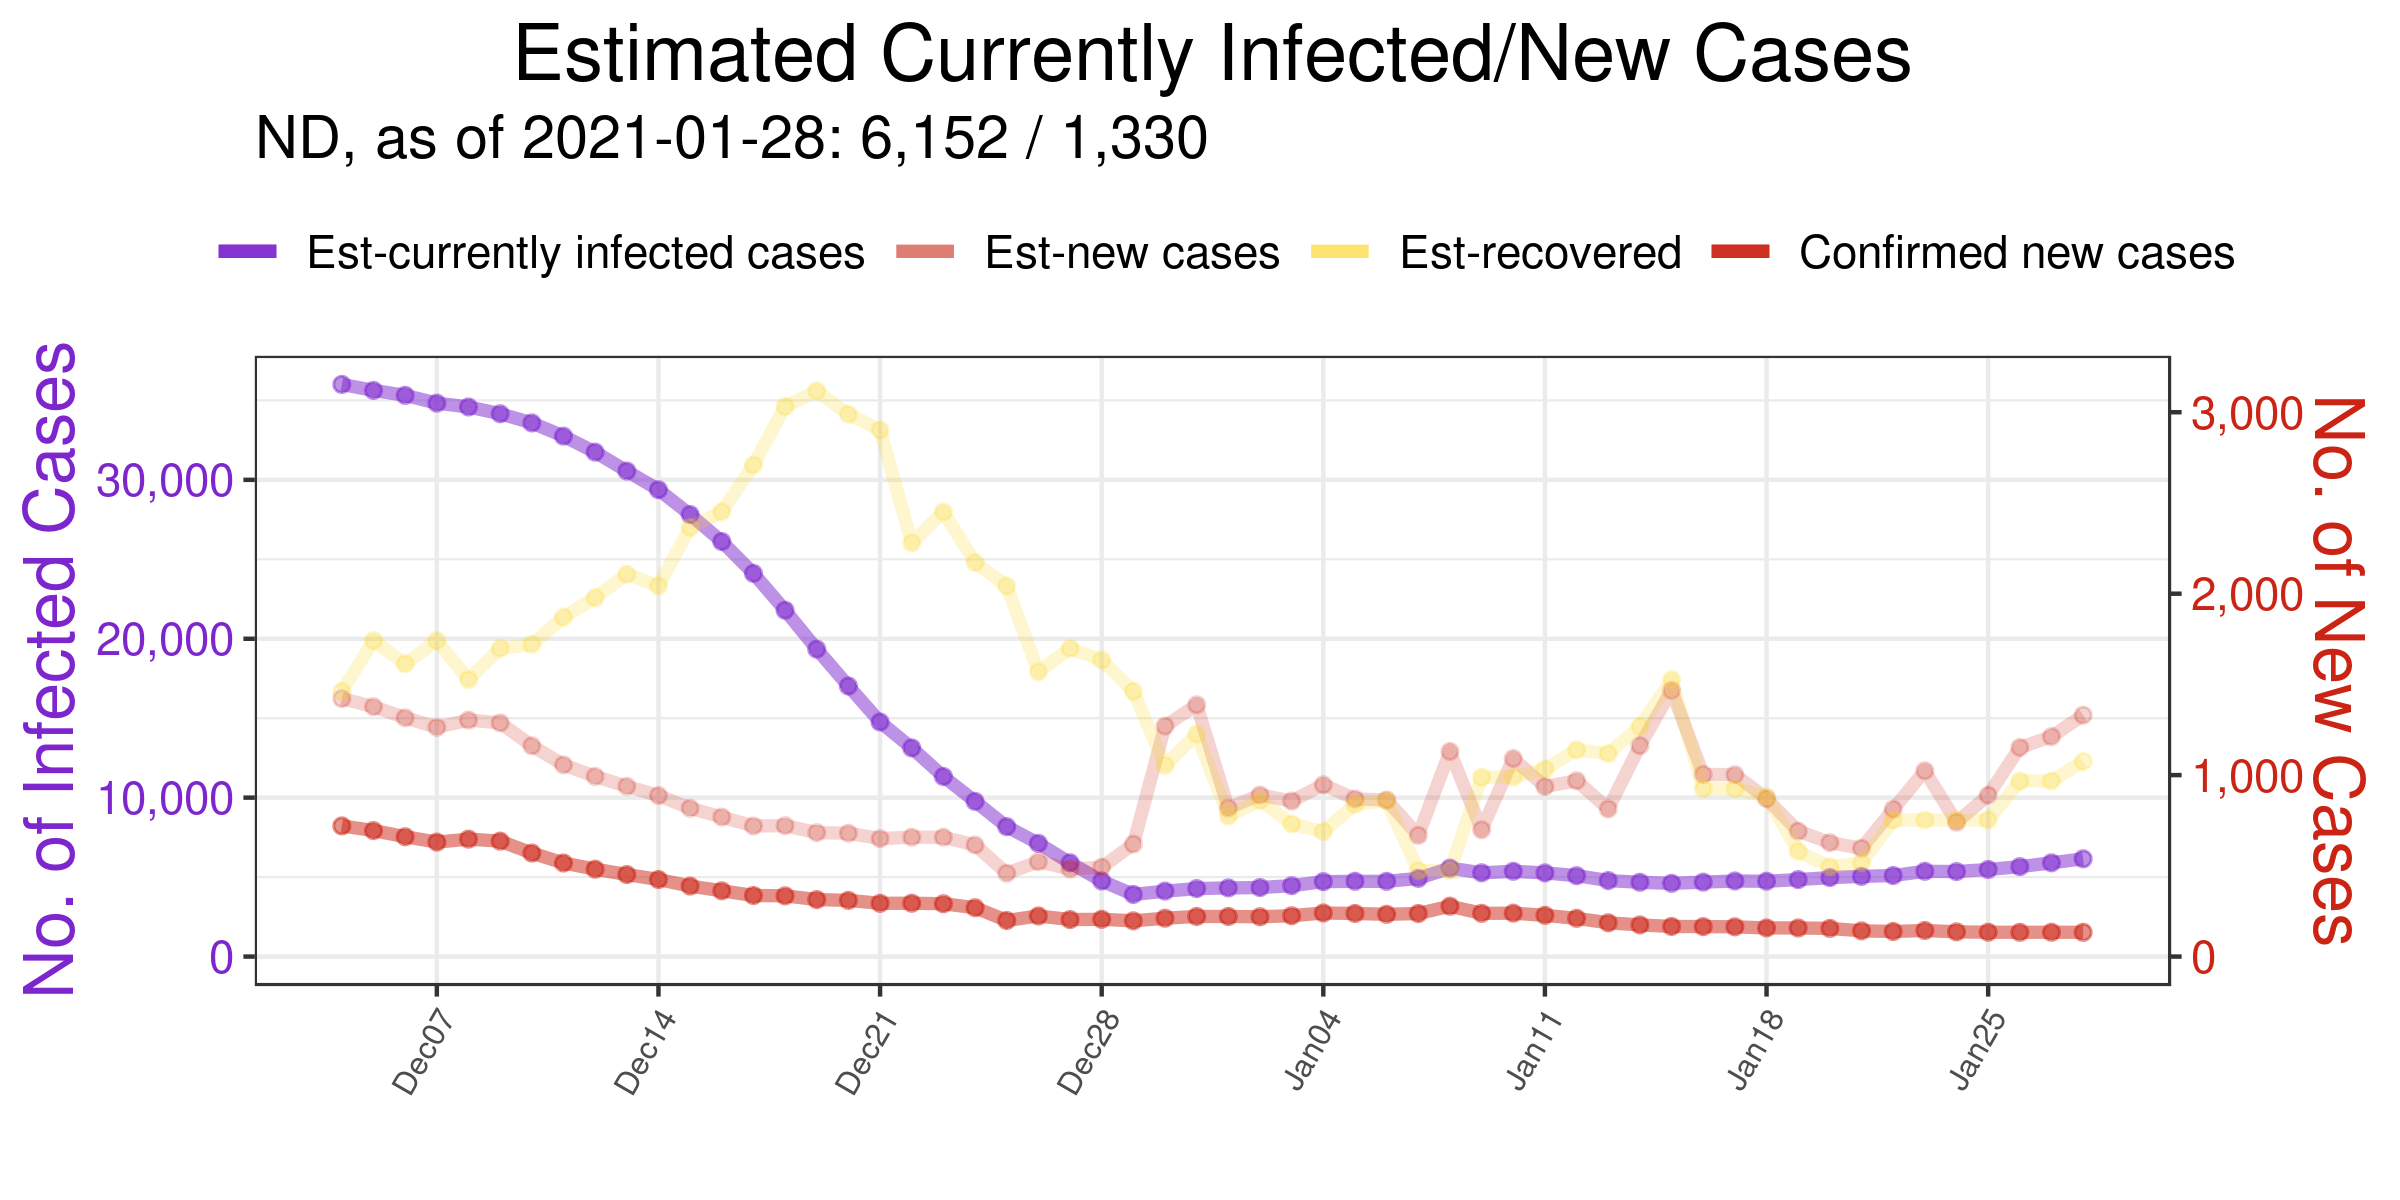 Estimated Currently Infected/New Cases
ND, as of 2021-01-28: 6,152 / 1,330
Est-currently infected cases Est-new cases Est-recovered Confirmed new cases
No. of Infected Cases
30,000
20,000
10,000
0
3,000
2,000
1,000
0
No. of New Cases
Dec07 Dec14 Dec21 Dec28 Jan04 Jan11 Jan18 Jan25